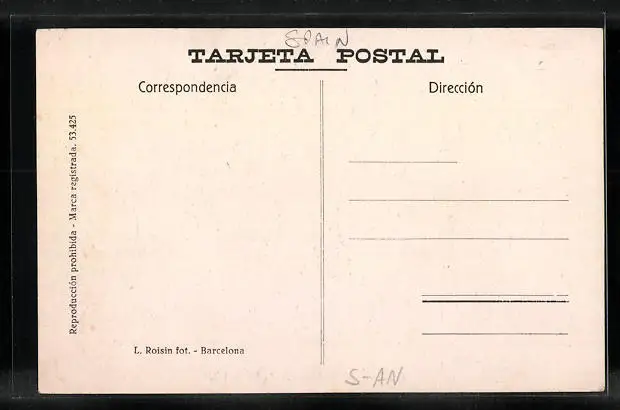 SPAIN
TARJETA POSTAL
Correspondencia
Dirección
Reproducción prohibida - Marca registrada. 53.425
L. Roisin fot. - Barcelona
S-AN